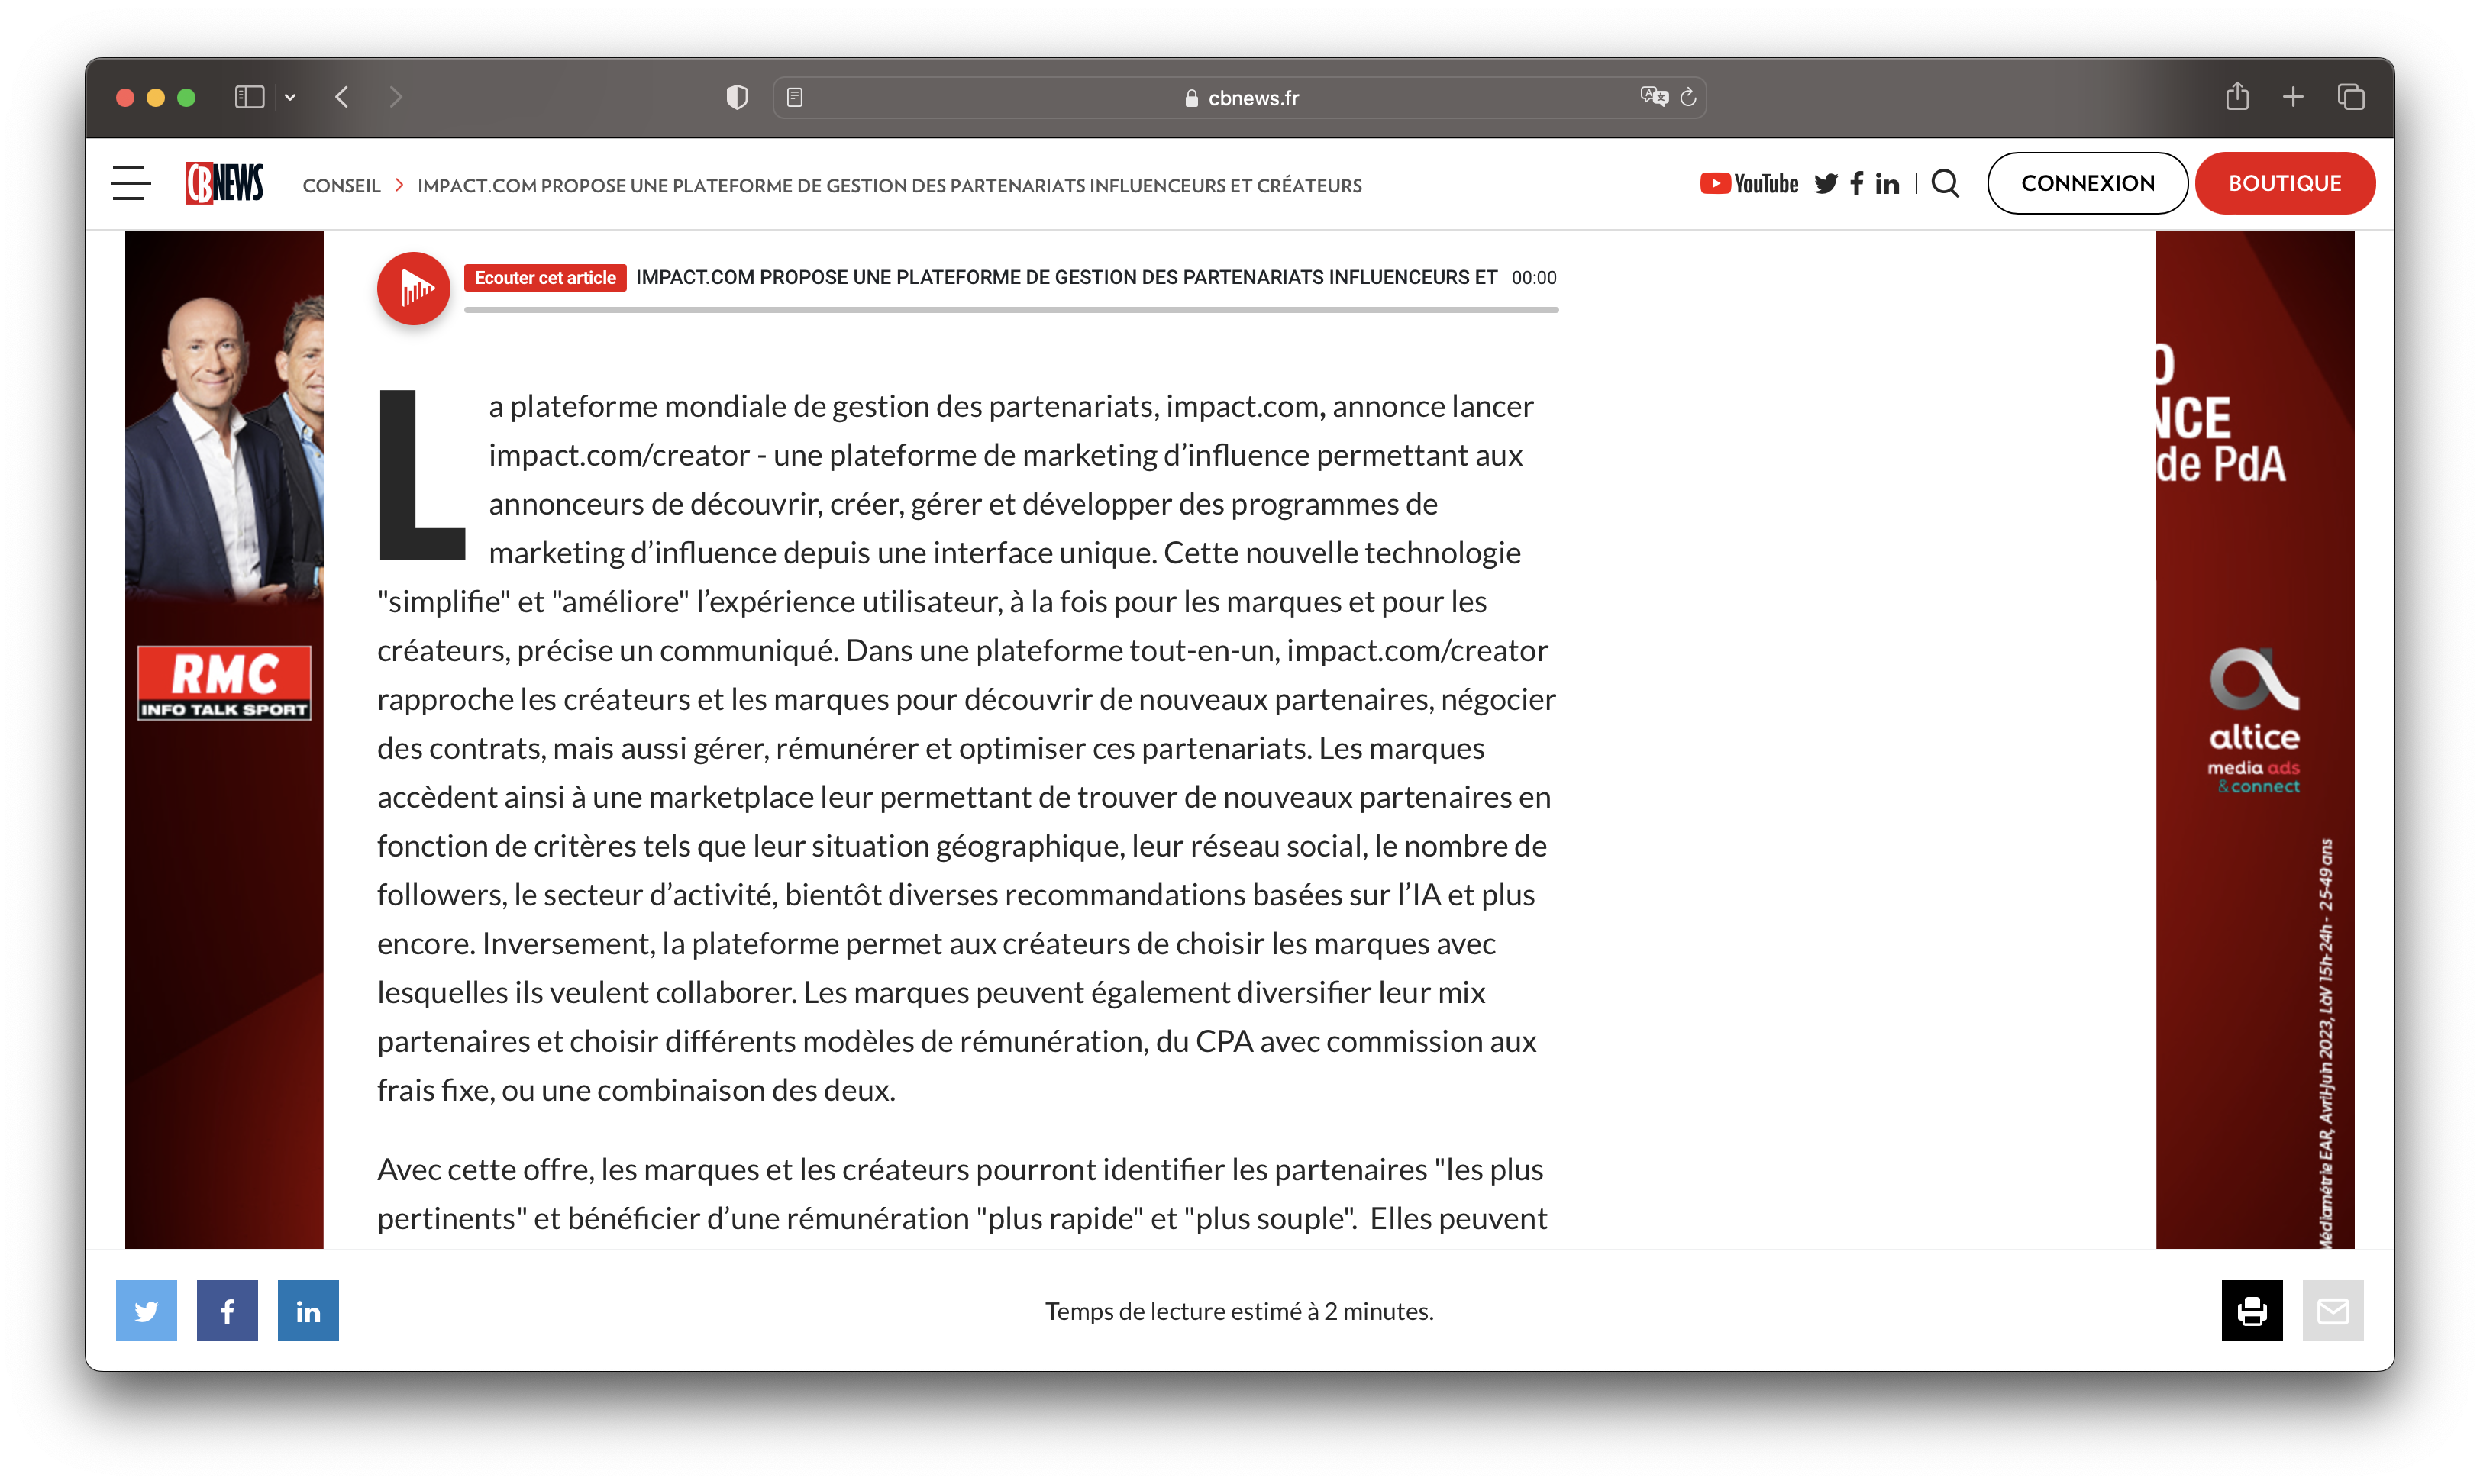 cbnews.fr
CBNEWS
CONSEIL > IMPACT.COM PROPOSE UNE PLATEFORME DE GESTION DES PARTENARIATS INFLUENCEURS ET CRÉATEURS
YouTube
CONNEXION
BOUTIQUE
Ecouter cet article IMPACT.COM PROPOSE UNE PLATEFORME DE GESTION DES PARTENARIATS INFLUENCEURS ET 00:00
La plateforme mondiale de gestion des partenariats, impact.com, annonce lancer
impact.com/creator - une plateforme de marketing d’influence permettant aux
annonceurs de découvrir, créer, gérer et développer des programmes de
marketing d’influence depuis une interface unique. Cette nouvelle technologie
"simplifie" et "améliore" l’expérience utilisateur, à la fois pour les marques et pour les
créateurs, précise un communiqué. Dans une plateforme tout-en-un, impact.com/creator
rapproche les créateurs et les marques pour découvrir de nouveaux partenaires, négocier
des contrats, mais aussi gérer, rémunérer et optimiser ces partenariats. Les marques
accèdent ainsi à une marketplace leur permettant de trouver de nouveaux partenaires en
fonction de critères tels que leur situation géographique, leur réseau social, le nombre de
followers, le secteur d’activité, bientôt diverses recommandations basées sur l’IA et plus
encore. Inversement, la plateforme permet aux créateurs de choisir les marques avec
lesquelles ils veulent collaborer. Les marques peuvent également diversifier leur mix
partenaires et choisir différents modèles de rémunération, du CPA avec commission aux
frais fixe, ou une combinaison des deux.
Avec cette offre, les marques et les créateurs pourront identifier les partenaires "les plus
pertinents" et bénéficier d’une rémunération "plus rapide" et "plus souple". Elles peuvent
RMC
INFO TALK SPORT
O
NCE
de PdA
altice
media ads
& connect
Médiamétrie EAR, Avril-Juin 2023, LàV 15h-24h - 25-49 ans
Temps de lecture estimé à 2 minutes.